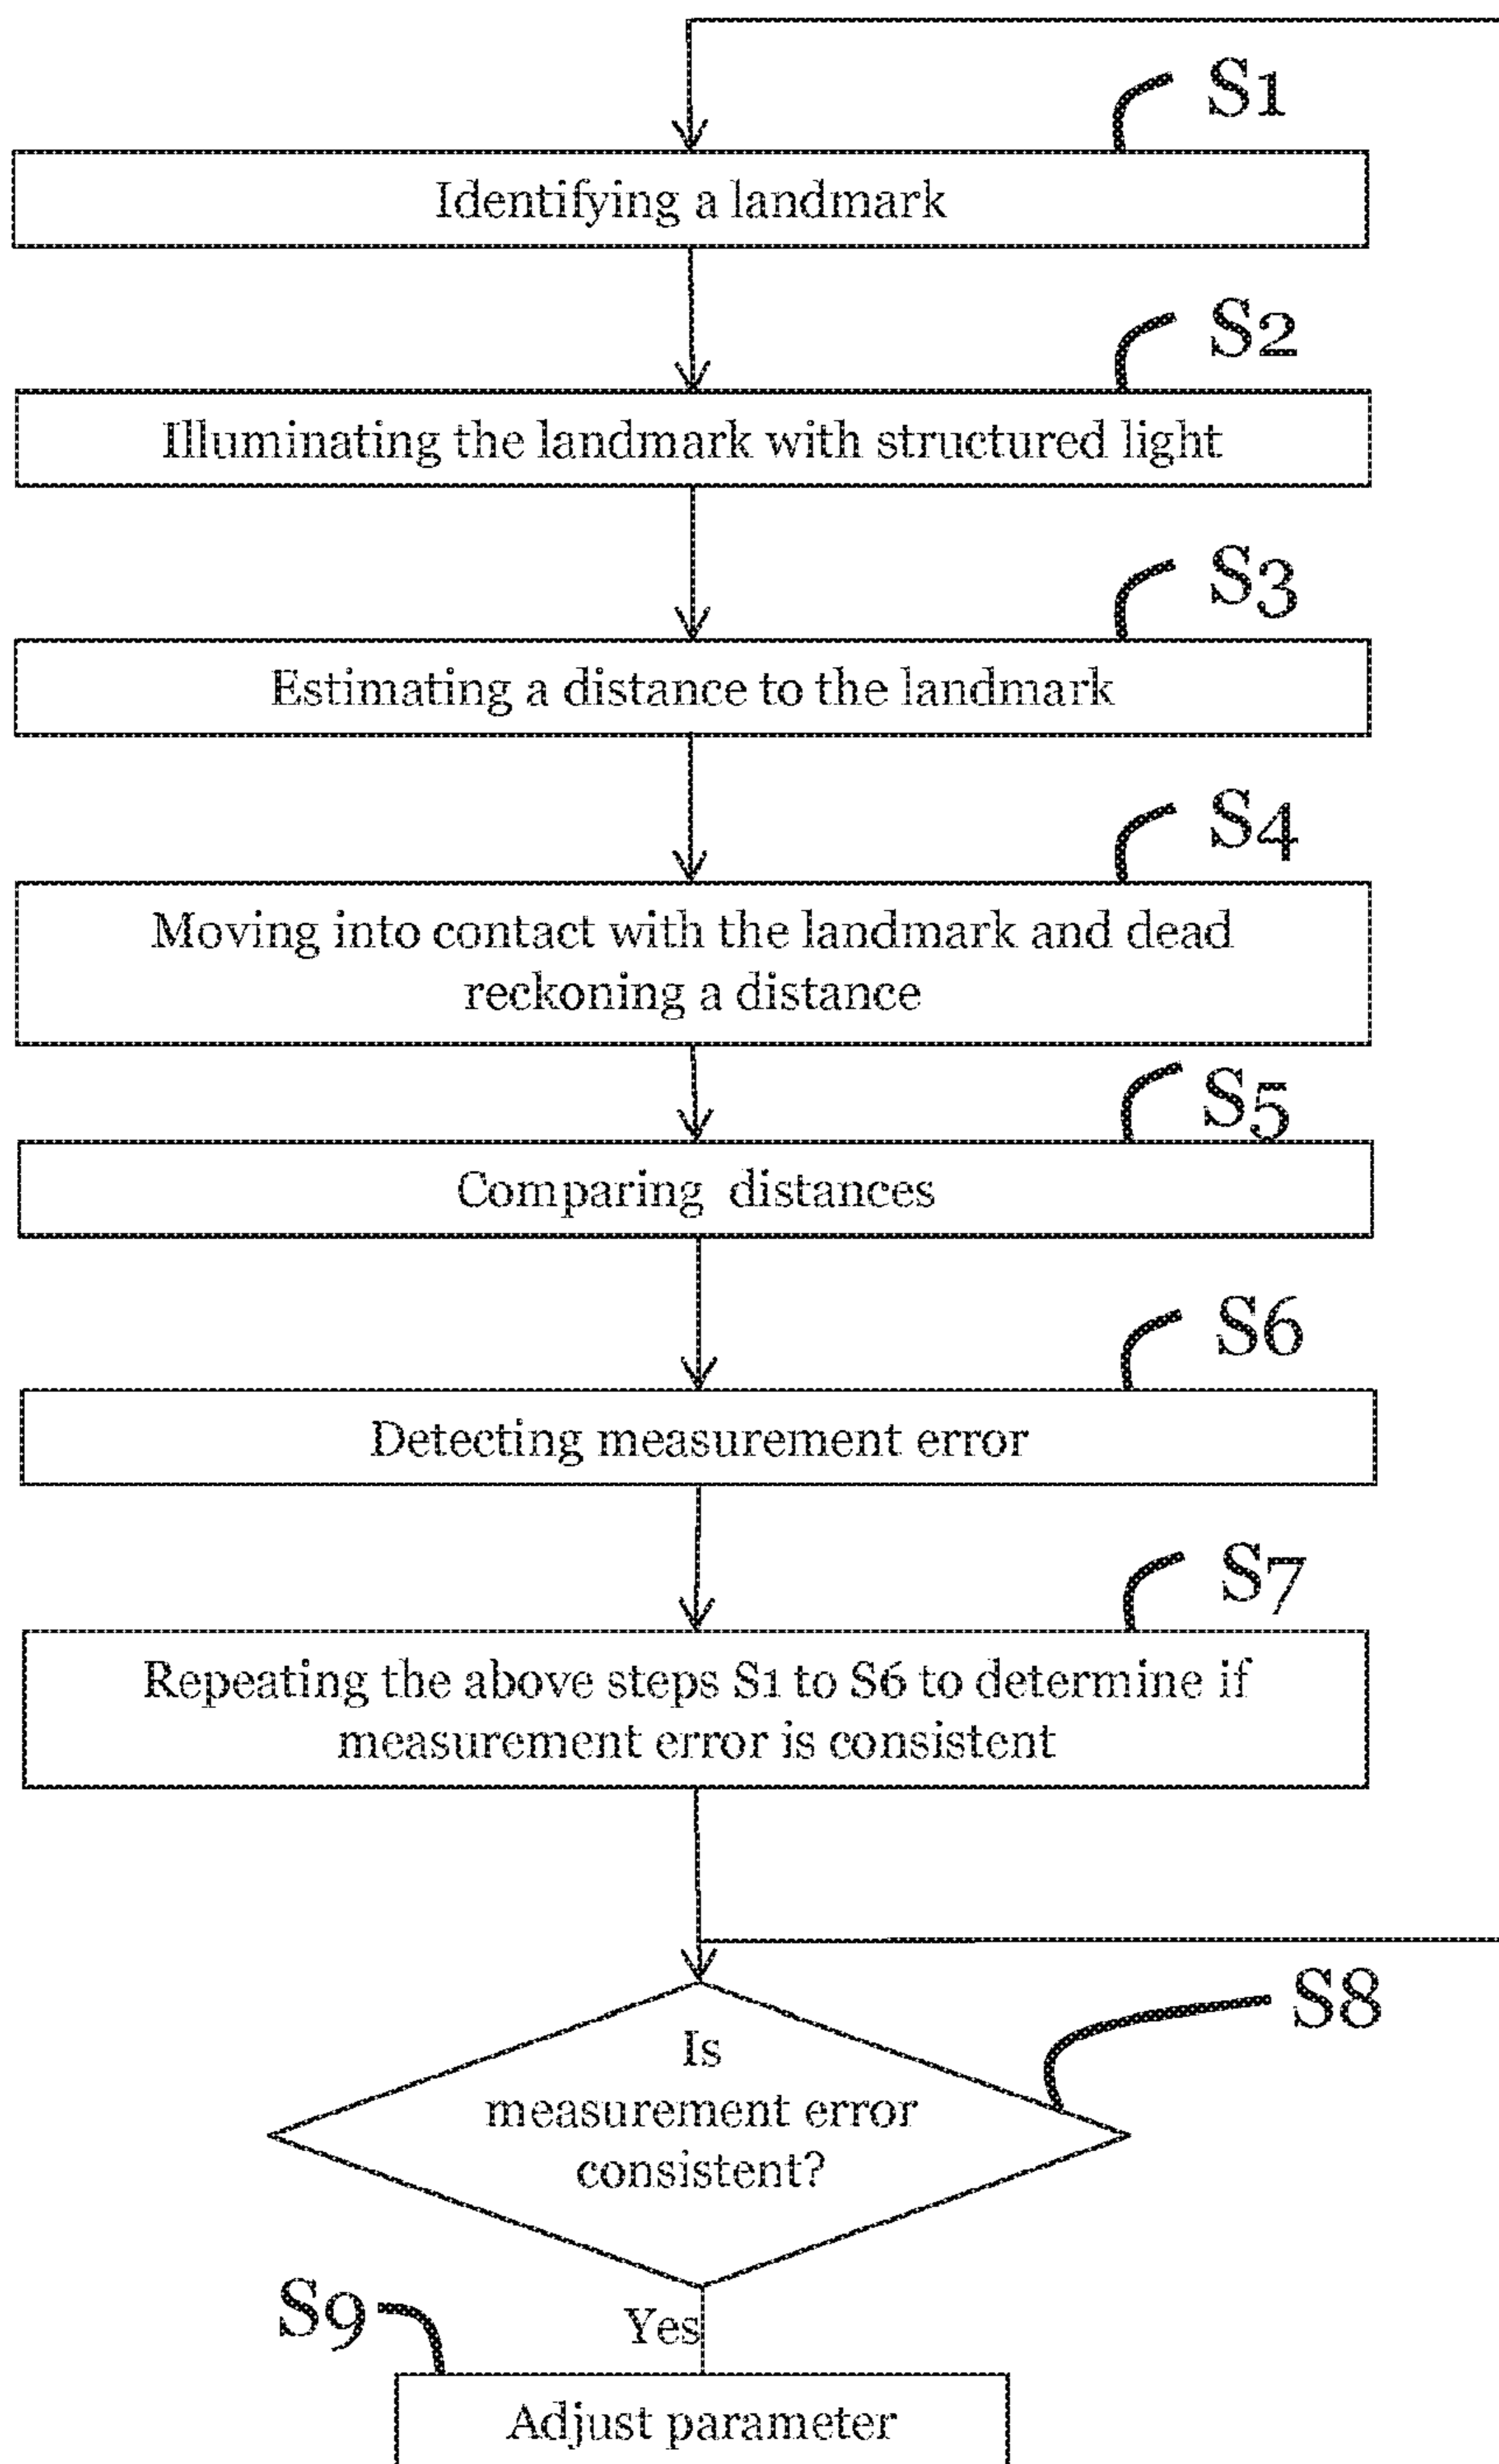 S1
Identifying a landmark
S2
Illuminating the landmark with structured light
S3
Estimating a distance to the landmark
S4
Moving into contact with the landmark and dead
reckoning a distance
S5
Comparing distances
S6
Detecting measurement error
S7
Repeating the above steps S1 to S6 to determine if
measurement error is consistent
S8
Is
measurement error
consistent?
S9
Yes
Adjust parameter